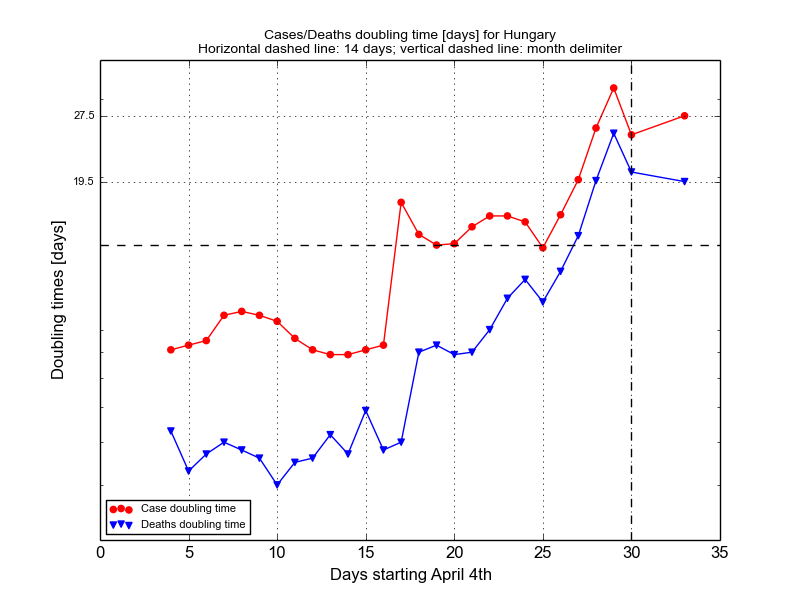 Cases/Deaths doubling time [days] for Hungary
Horizontal dashed line: 14 days; vertical dashed line: month delimiter
27.5
19.5
Doubling times [days]
Case doubling time
Deaths doubling time
0 5 10 15 20 25 30 35
Days starting April 4th